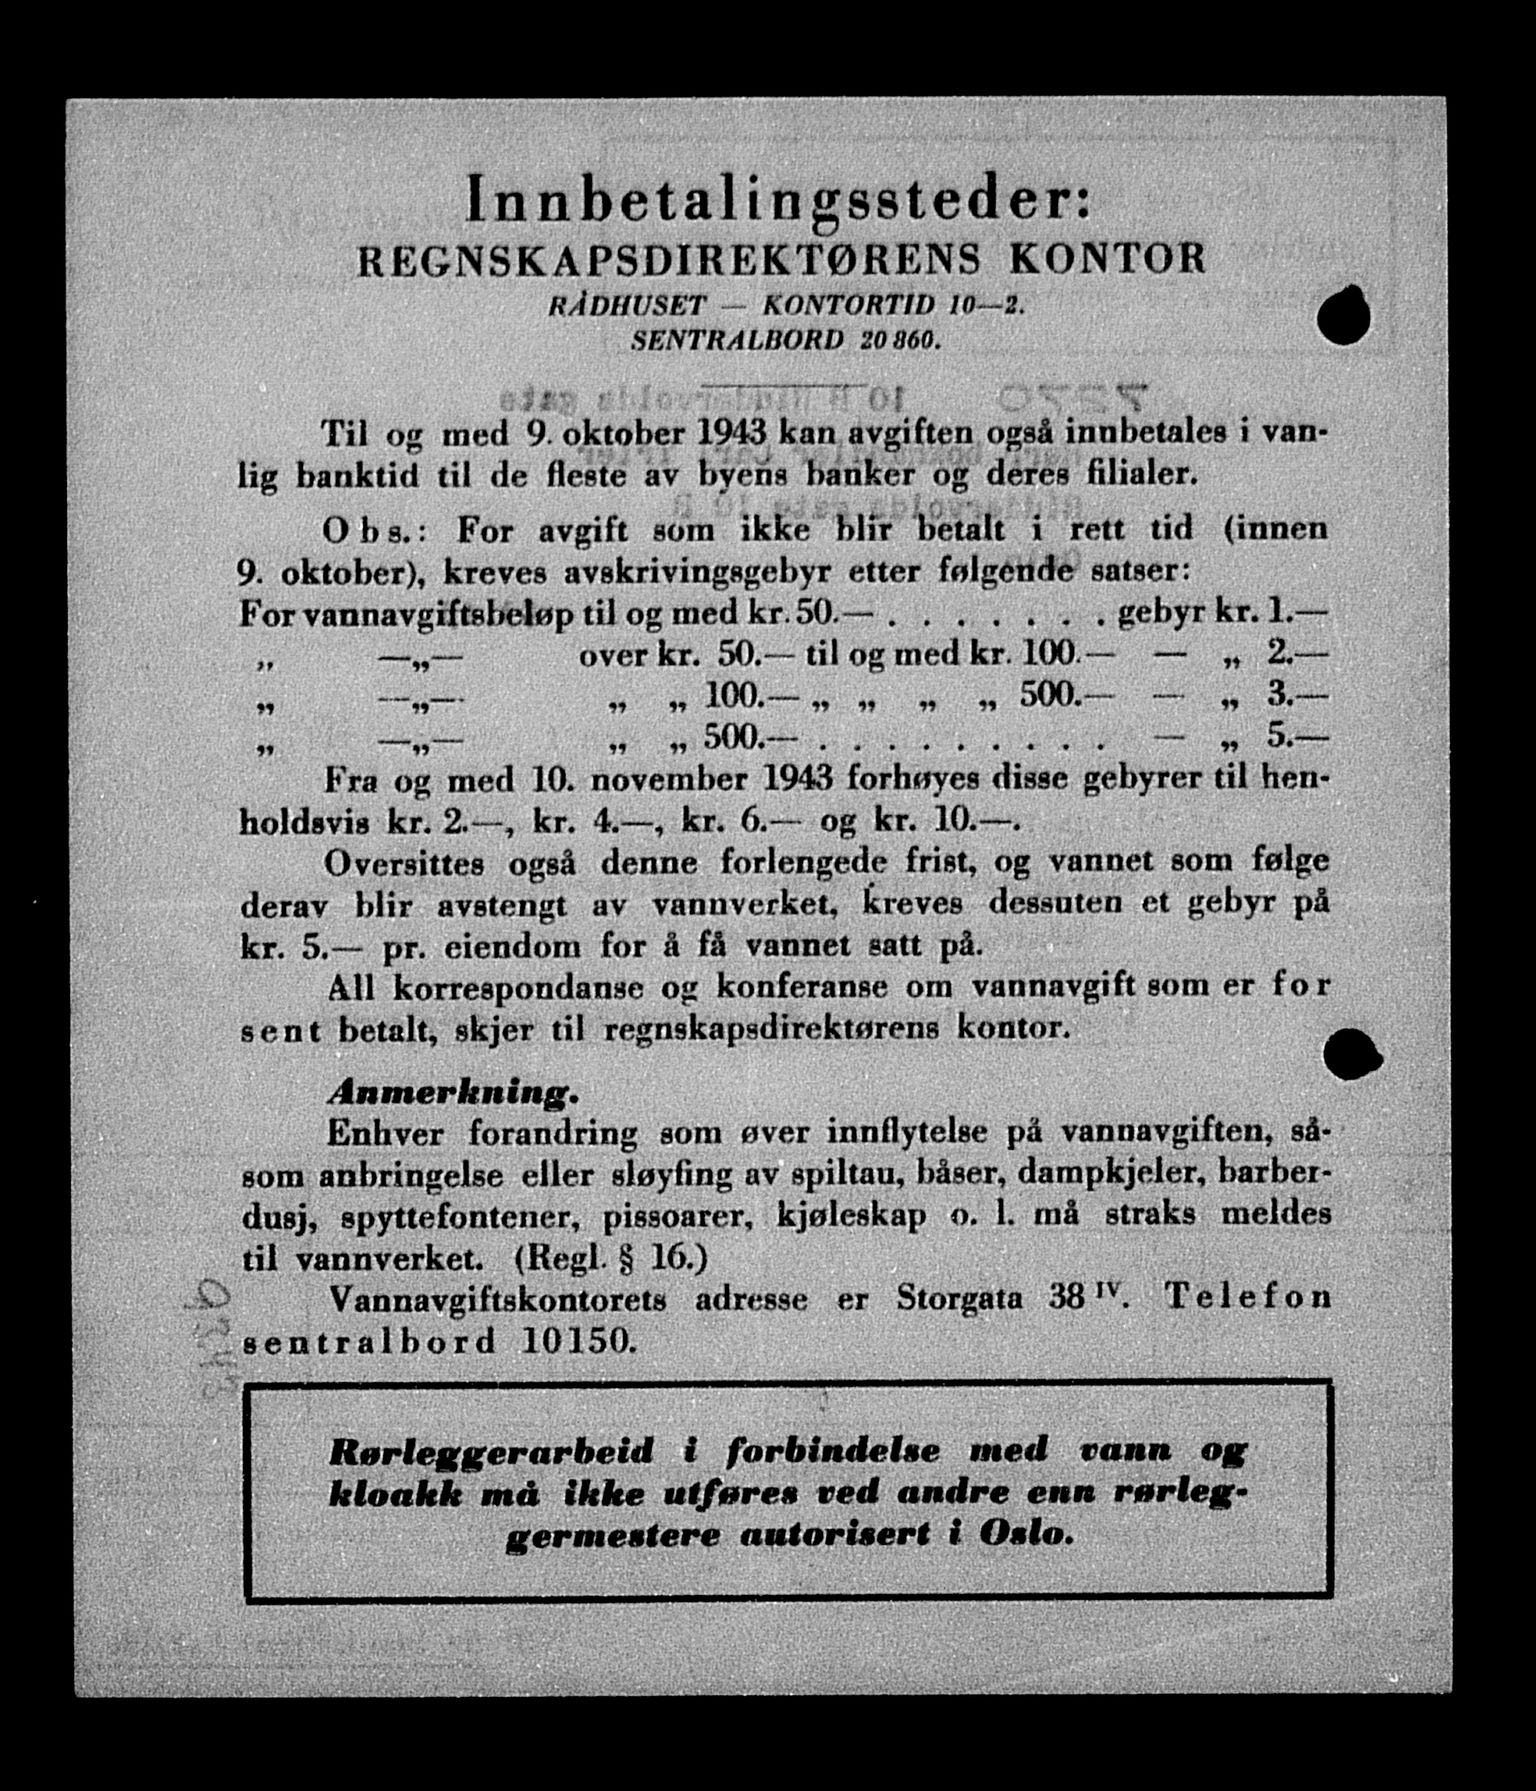 Innbetalingssteder:
REGNSKAPSDIREKTØRENS KONTOR
RÅDHUSET — KONTORTID 10—2.
SENTRALBORD 20 860.
Til og med 9. oktober 1943 kan avgiften også innbetales i van-
lig banktid til de fleste av byens banker og deres filialer.
Obs.: For avgift som ikke blir betalt i rett tid (innen
9. oktober), kreves avskrivingsgebyr etter følgende satser:
For vannavgiftsbeløp til og med kr. 50.— . . . . . . . gebyr kr. 1.—
„ —„— over kr. 50.— til og med kr. 100.— — „ 2.—
„ —„— „ „ 100.— „ „ „ „ 500.— — „ 3.—
„ —„— „ „ 500.— . . . . . . . . . — „ 5.—
Fra og med 10. november 1943 forhøyes disse gebyrer til hen-
holdsvis kr. 2.—, kr. 4.—, kr. 6.— og kr. 10.—.
Oversittes også denne forlengede frist, og vannet som følge
derav blir avstengt av vannverket, kreves dessuten et gebyr på
kr. 5.— pr. eiendom for å få vannet satt på.
All korrespondanse og konferanse om vannavgift som er for
sent betalt, skjer til regnskapsdirektørens kontor.
Anmerkning.
Enhver forandring som øver innflytelse på vannavgiften, så-
som anbringelse eller sløyfing av spiltau, båser, dampkjeler, barber-
dusj, spyttefontener, pissoarer, kjøleskap o. l. må straks meldes
til vannverket. (Regl. § 16.)
Vannavgiftskontorets adresse er Storgata 38 IV. Telefon
sentralbord 10150.
Rørleggerarbeid i forbindelse med vann og
kloakk må ikke utføres ved andre enn rørleg-
germestere autorisert i Oslo.